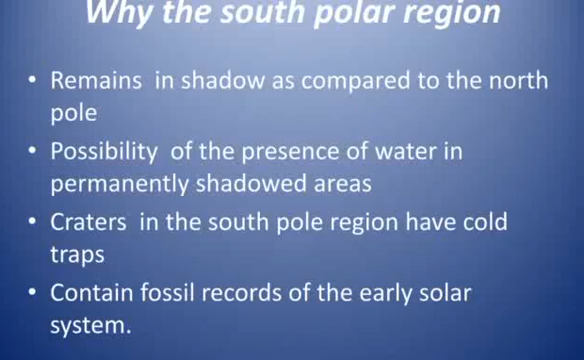 Why the south polar region
• Remains in shadow as compared to the north
pole
• Possibility of the presence of water in
permanently shadowed areas
• Craters in the south pole region have cold
traps
• Contain fossil records of the early solar
system.